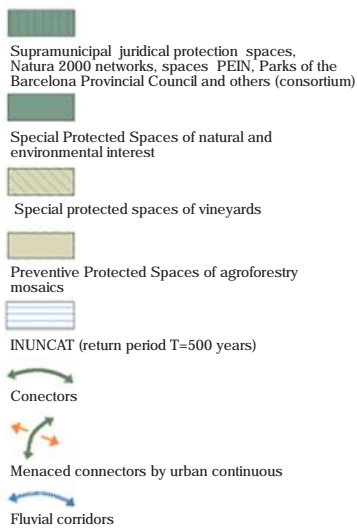 Supramunicipal juridical protection spaces,
Natura 2000 networks, spaces PEIN, Parks of the
Barcelona Provincial Council and others (consortium)
Special Protected Spaces of natural and
environmental interest
Special protected spaces of vineyards
Preventive Protected Spaces of agroforestry
mosaics
INUNCAT (return period T=500 years)
Conectors
Menaced connectors by urban continuous
Fluvial corridors